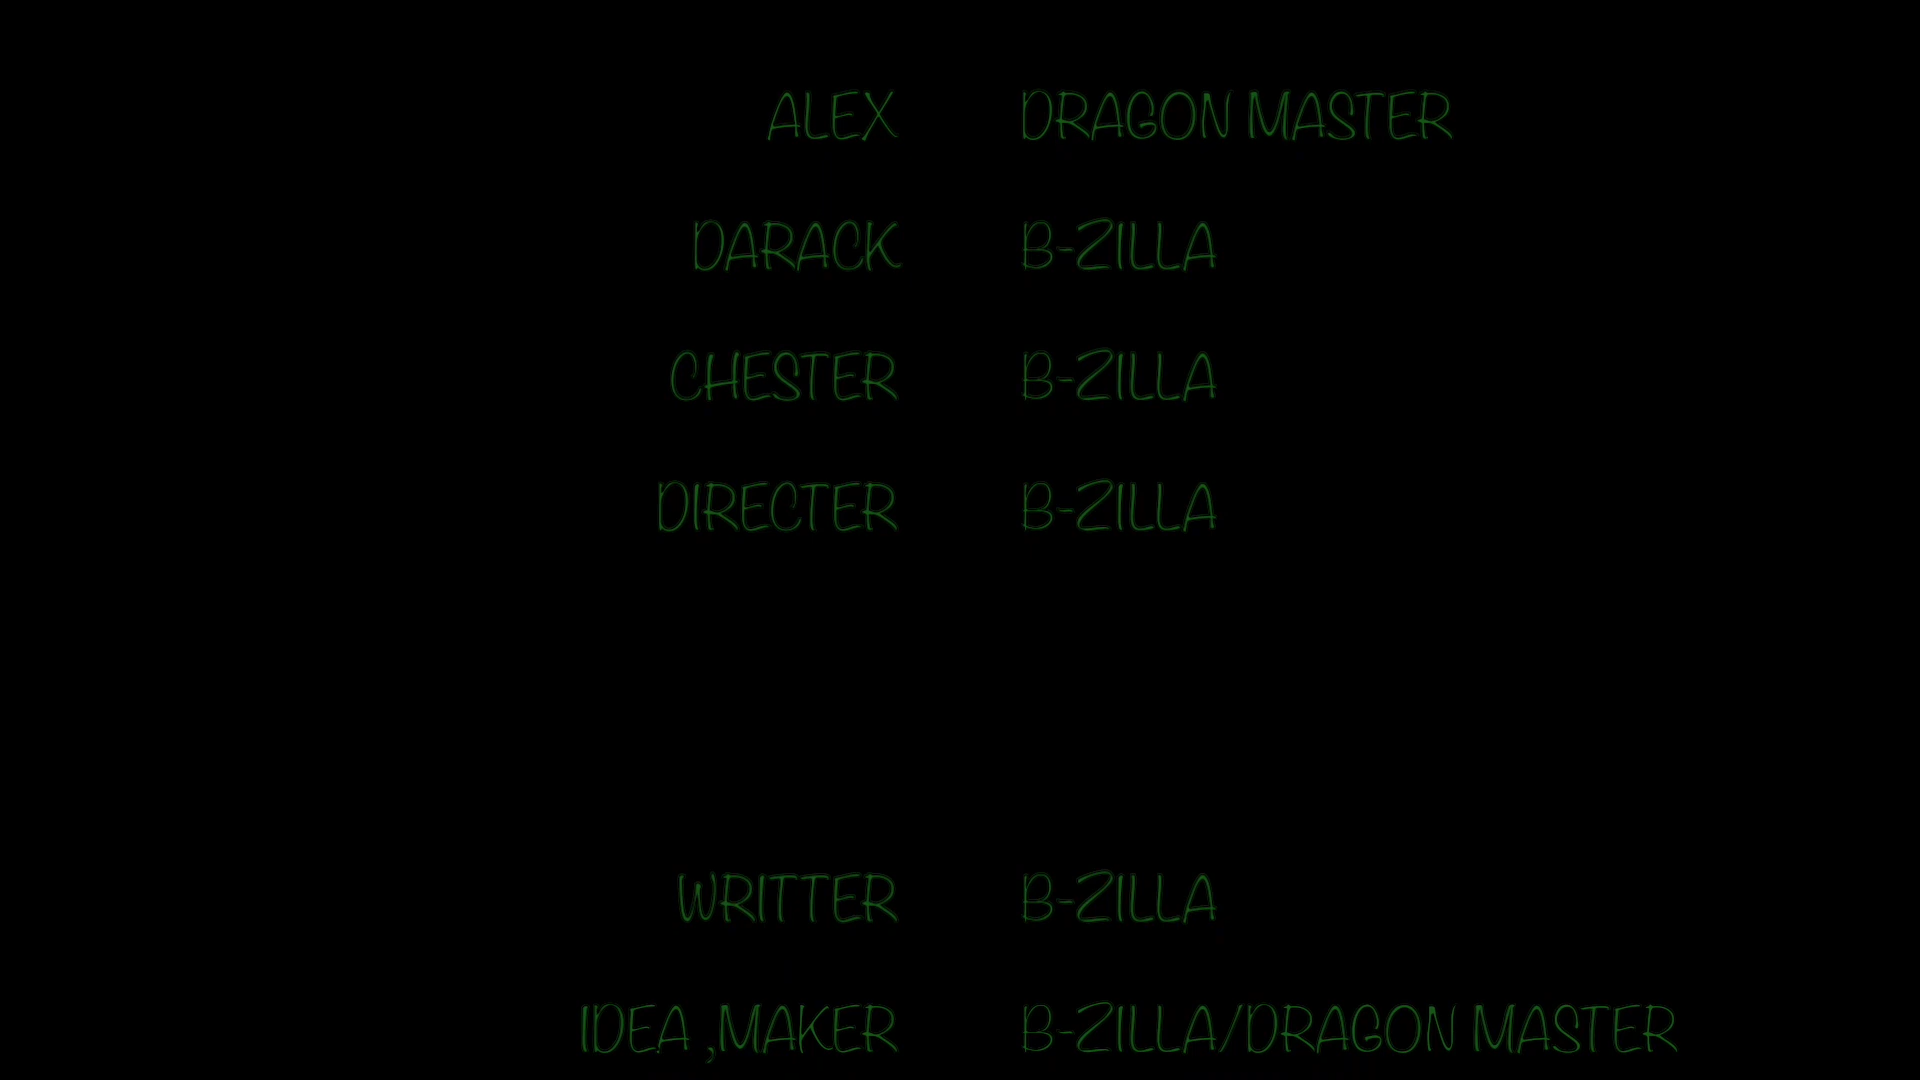 ALEX DRAGON MASTER
DARACK B-ZILLA
CHESTER B-ZILLA
DIRECTER B-ZILLA
WRITTER B-ZILLA
IDEA ,MAKER B-ZILLA/DRAGON MASTER